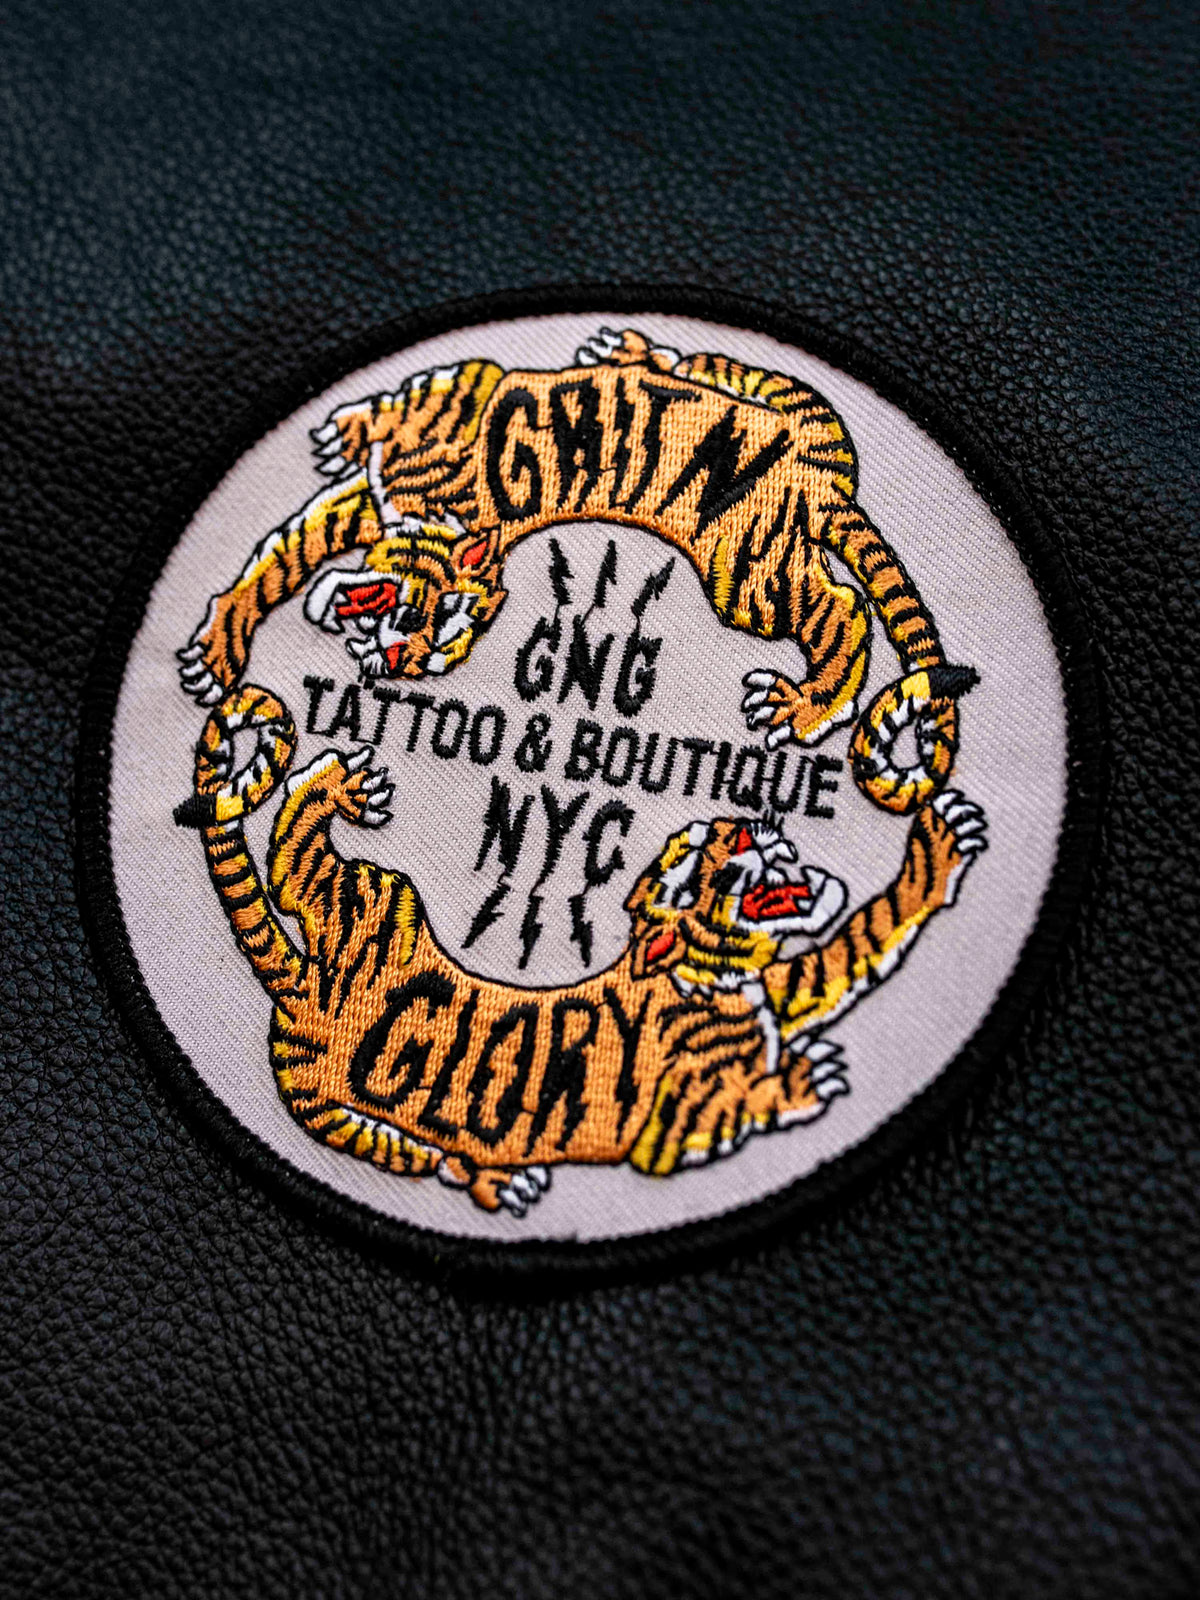 GRIT N
GNG
TATTOO & BOUTIQUE
NYC
GLORY